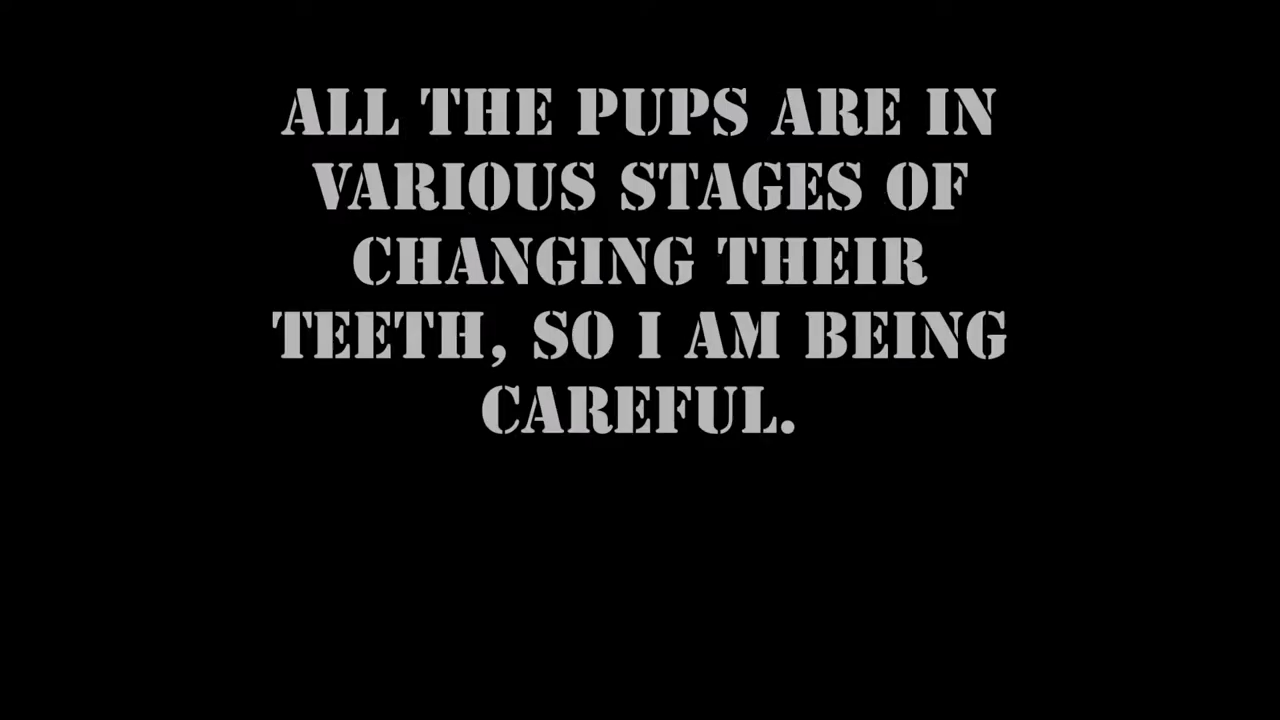 ALL THE PUPS ARE IN
VARIOUS STAGES OF
CHANGING THEIR
TEETH, SO I AM BEING
CAREFUL.